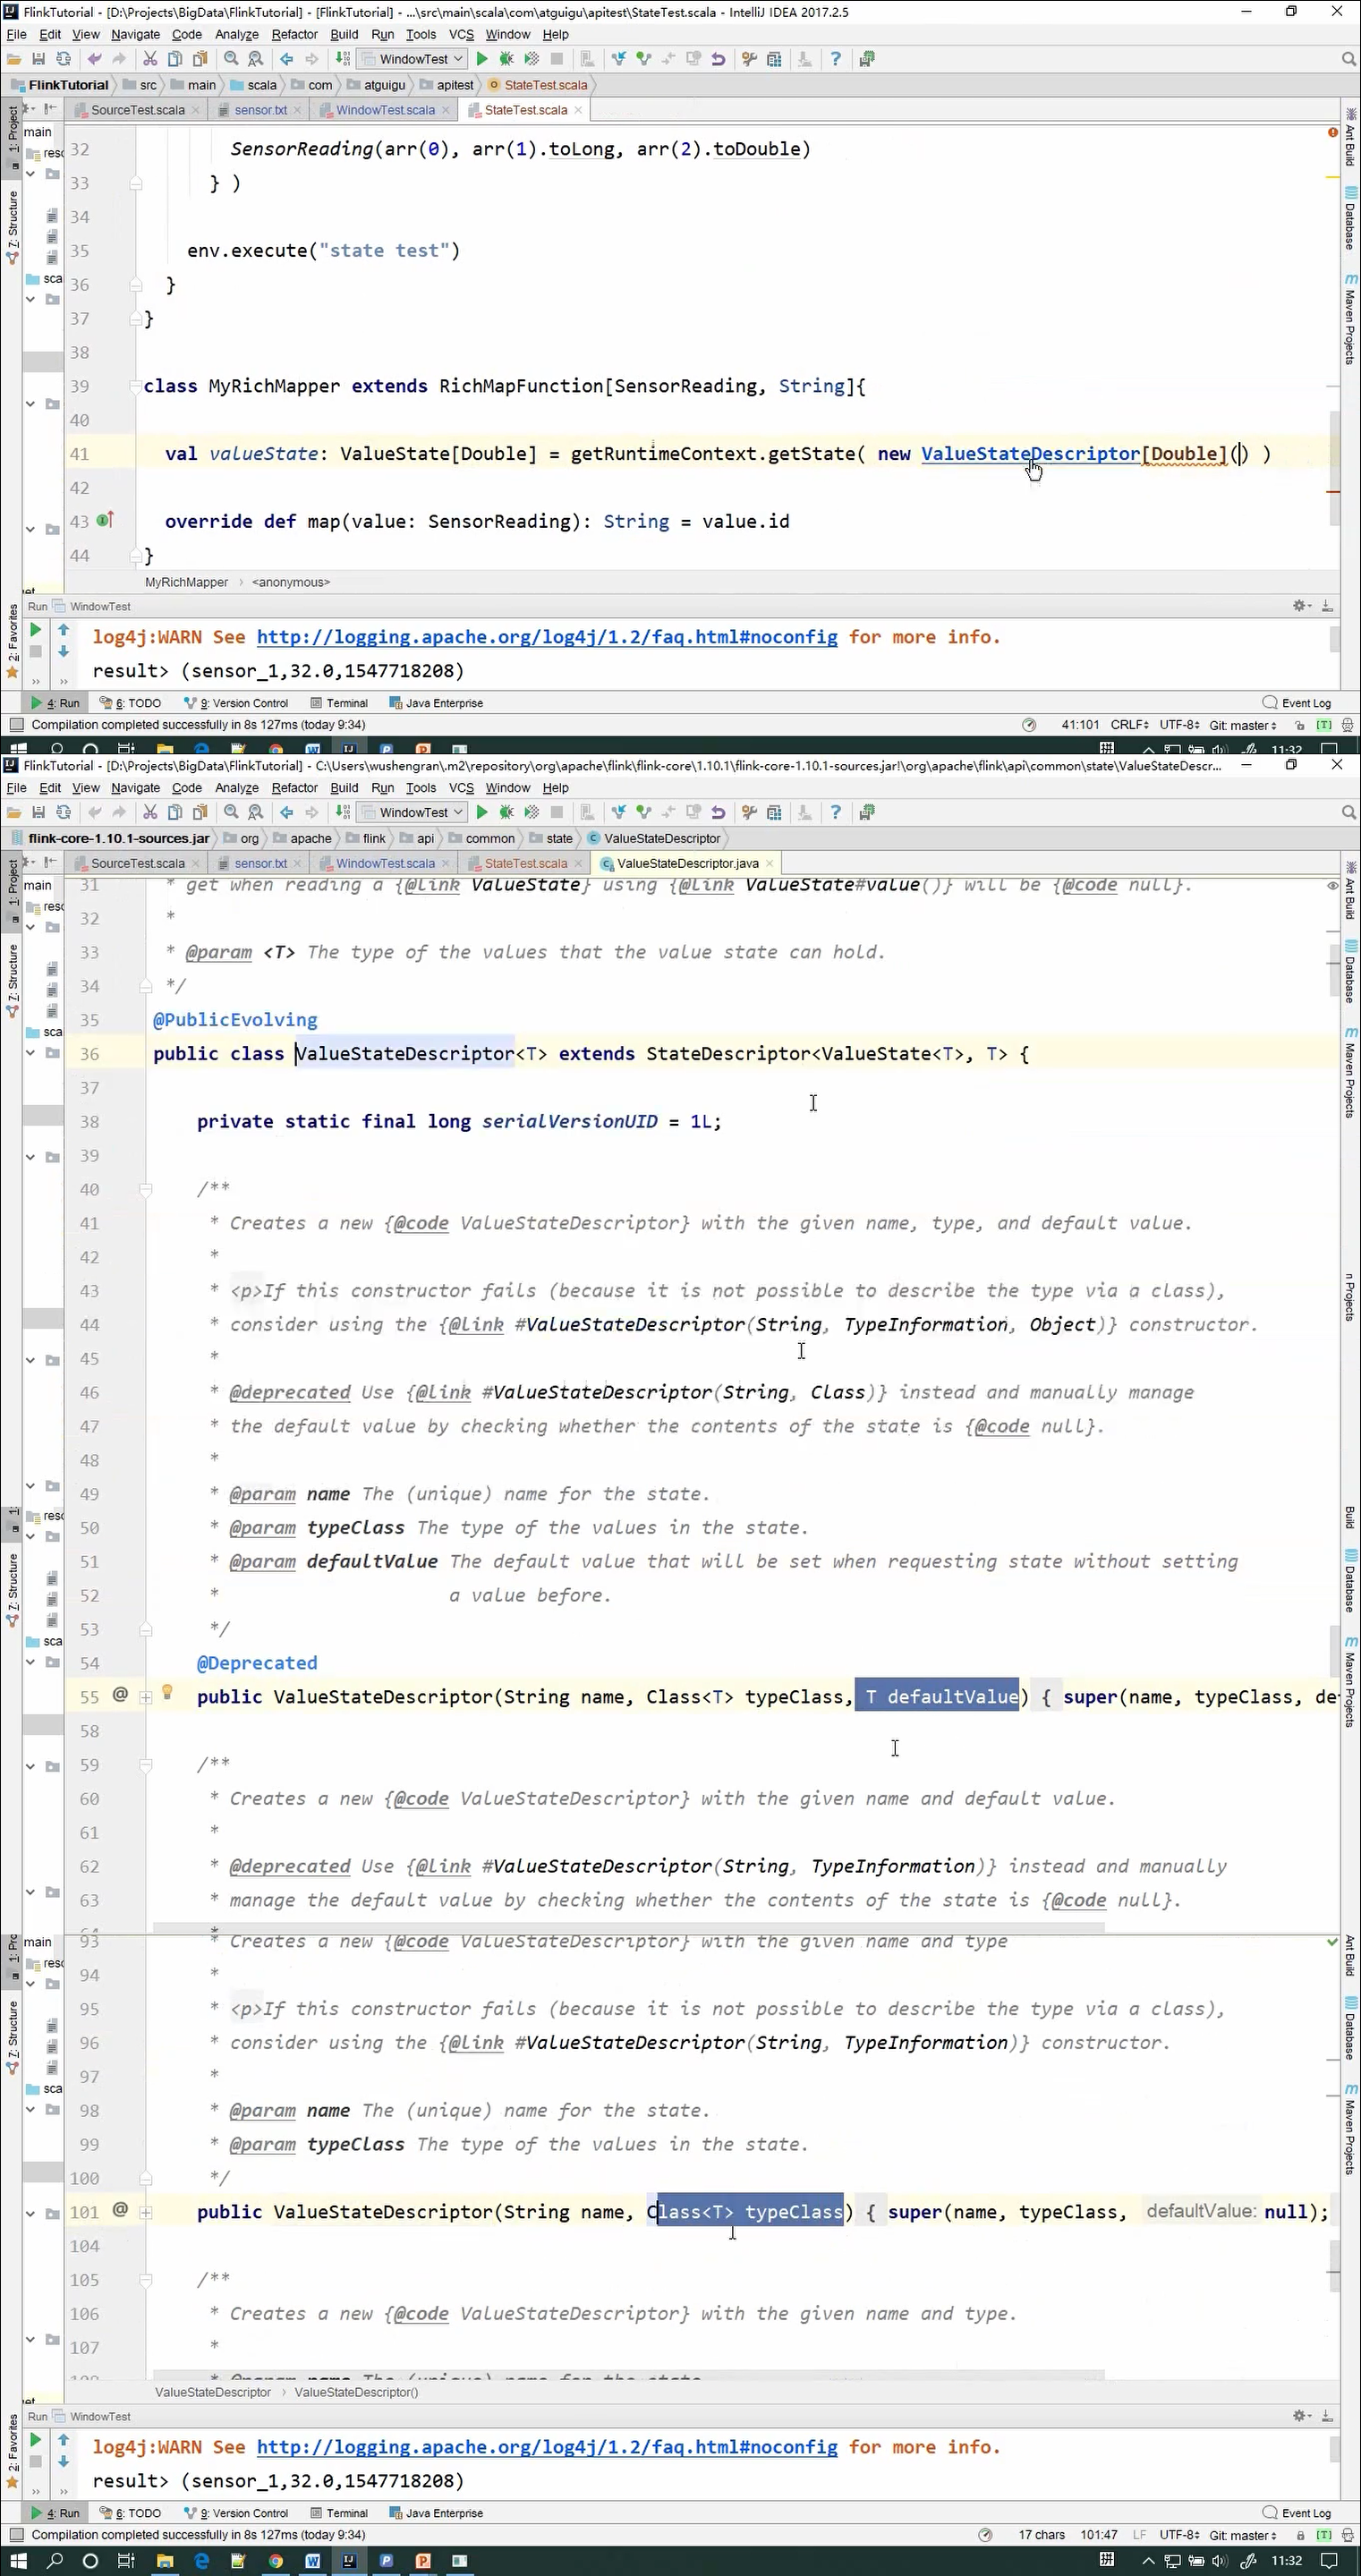 FlinkTutorial - [D:\Projects\BigData\FlinkTutorial] - [FlinkTutorial] - ...\src\main\scala\com\atguigu\apitest\StateTest.scala - IntelliJ IDEA 2017.2.5
File Edit View Navigate Code Analyze Refactor Build Run Tools VCS Window Help
WindowTest
FlinkTutorial src main scala com atguigu apitest StateTest.scala
SourceTest.scala sensor.txt WindowTest.scala StateTest.scala
32 SensorReading(arr(0), arr(1).toLong, arr(2).toDouble)
33 } )
34
35 env.execute("state test")
36 }
37 }
38
39 class MyRichMapper extends RichMapFunction[SensorReading, String]{
40
41 val valueState: ValueState[Double] = getRuntimeContext.getState( new ValueStateDescriptor[Double]() )
42
43 override def map(value: SensorReading): String = value.id
44 }
MyRichMapper <anonymous>
Run WindowTest
log4j:WARN See http://logging.apache.org/log4j/1.2/faq.html#noconfig for more info.
result> (sensor_1,32.0,1547718208)
4: Run 6: TODO 9: Version Control Terminal Java Enterprise Event Log
Compilation completed successfully in 8s 127ms (today 9:34) 41:101 CRLF UTF-8 Git: master
11:32
FlinkTutorial - [D:\Projects\BigData\FlinkTutorial] - C:\Users\wushengran\.m2\repository\org\apache\flink\flink-core\1.10.1\flink-core-1.10.1-sources.jar!\org\apache\flink\api\common\state\ValueStateDescr...
File Edit View Navigate Code Analyze Refactor Build Run Tools VCS Window Help
WindowTest
flink-core-1.10.1-sources.jar org apache flink api common state ValueStateDescriptor
SourceTest.scala sensor.txt WindowTest.scala StateTest.scala ValueStateDescriptor.java
31 * get when reading a {@link ValueState} using {@link ValueState#value()} will be {@code null}.
32 *
33 * @param <T> The type of the values that the value state can hold.
34 */
35 @PublicEvolving
36 public class ValueStateDescriptor<T> extends StateDescriptor<ValueState<T>, T> {
37
38 private static final long serialVersionUID = 1L;
39
40 /**
41 * Creates a new {@code ValueStateDescriptor} with the given name, type, and default value.
42 *
43 * <p>If this constructor fails (because it is not possible to describe the type via a class),
44 * consider using the {@link #ValueStateDescriptor(String, TypeInformation, Object)} constructor.
45 *
46 * @deprecated Use {@link #ValueStateDescriptor(String, Class)} instead and manually manage
47 * the default value by checking whether the contents of the state is {@code null}.
48 *
49 * @param name The (unique) name for the state.
50 * @param typeClass The type of the values in the state.
51 * @param defaultValue The default value that will be set when requesting state without setting
52 * a value before.
53 */
54 @Deprecated
55 public ValueStateDescriptor(String name, Class<T> typeClass, T defaultValue) { super(name, typeClass, de
58
59 /**
60 * Creates a new {@code ValueStateDescriptor} with the given name and default value.
61 *
62 * @deprecated Use {@link #ValueStateDescriptor(String, TypeInformation)} instead and manually
63 * manage the default value by checking whether the contents of the state is {@code null}.
93 * Creates a new {@code ValueStateDescriptor} with the given name and type
94 *
95 * <p>If this constructor fails (because it is not possible to describe the type via a class),
96 * consider using the {@link #ValueStateDescriptor(String, TypeInformation)} constructor.
97 *
98 * @param name The (unique) name for the state.
99 * @param typeClass The type of the values in the state.
100 */
101 public ValueStateDescriptor(String name, Class<T> typeClass) { super(name, typeClass, defaultValue: null);
104
105 /**
106 * Creates a new {@code ValueStateDescriptor} with the given name and type.
107 *
ValueStateDescriptor ValueStateDescriptor()
Run WindowTest
log4j:WARN See http://logging.apache.org/log4j/1.2/faq.html#noconfig for more info.
result> (sensor_1,32.0,1547718208)
4: Run 6: TODO 9: Version Control Terminal Java Enterprise Event Log
Compilation completed successfully in 8s 127ms (today 9:34) 17 chars 101:47 LF UTF-8 Git: master
11:32